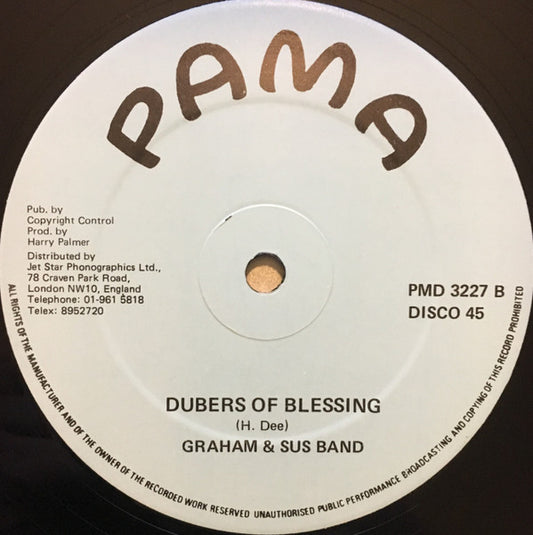 PAMA
Pub. by
Copyright Control
Prod. by
Harry Palmer
Distributed by
Jet Star Phonographics Ltd.,
78 Craven Park Road,
London NW10, England
Telephone: 01-961 5818
Telex: 8952720
PMD 3227 B
DISCO 45
DUBERS OF BLESSING
(H. Dee)
GRAHAM & SUS BAND
ALL RIGHTS OF THE MANUFACTURER AND OF THE OWNER OF THE RECORDED WORK RESERVED UNAUTHORISED PUBLIC PERFORMANCE BROADCASTING AND COPYING OF THIS RECORD PROHIBITED